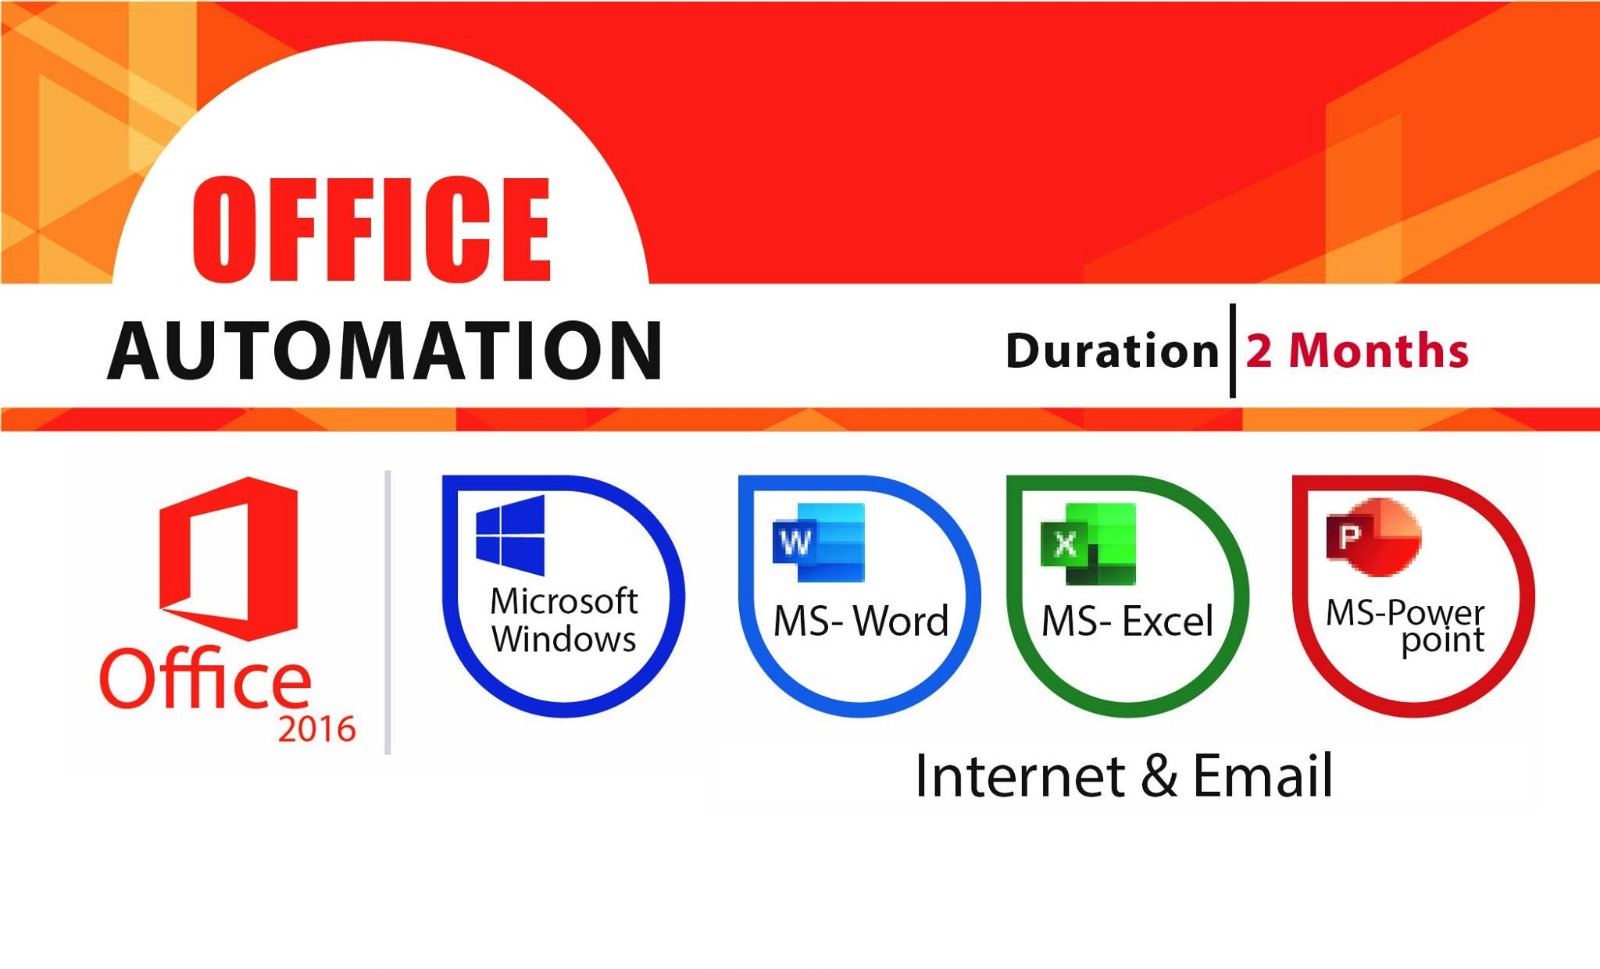 OFFICE
AUTOMATION
Duration 2 Months
Office
2016
Microsoft
Windows
W
MS- Word
X
MS- Excel
P
MS-Power
point
Internet & Email